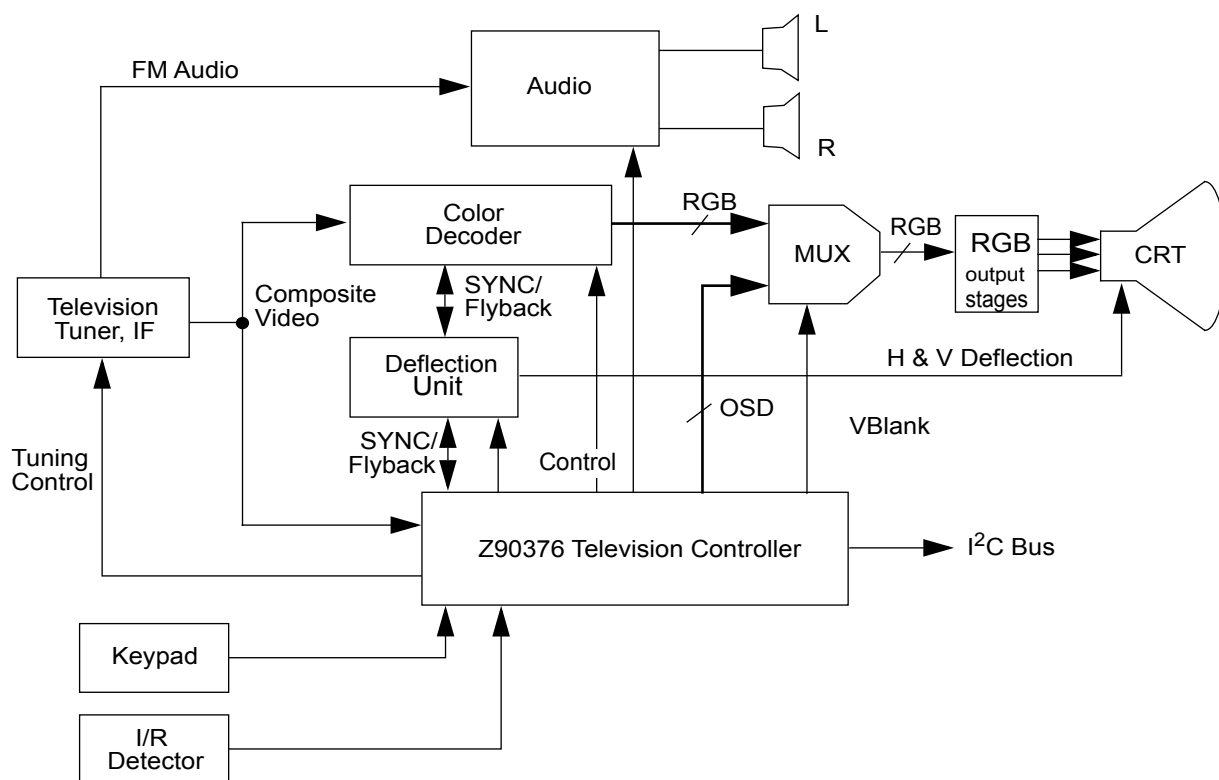 L
FM Audio
Audio
R
Color
Decoder
RGB
MUX
RGB
RGB
output
stages
CRT
Television
Tuner, IF
Composite
Video
SYNC/
Flyback
Deflection
Unit
H & V Deflection
OSD
VBlank
SYNC/
Flyback
Control
Tuning
Control
Z90376 Television Controller
I²C Bus
Keypad
I/R
Detector